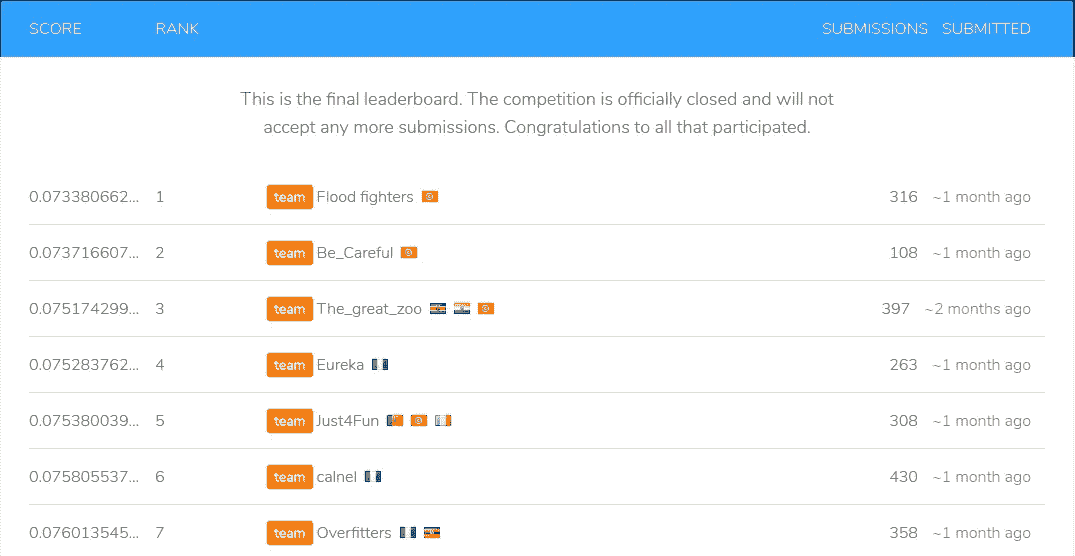 SCORE RANK SUBMISSIONS SUBMITTED
This is the final leaderboard. The competition is officially closed and will not
accept any more submissions. Congratulations to all that participated.
0.073380662... 1 team Flood fighters 316 ~1 month ago
0.073716607... 2 team Be_Careful 108 ~1 month ago
0.075174299... 3 team The_great_zoo 397 ~2 months ago
0.075283762... 4 team Eureka 263 ~1 month ago
0.075380039... 5 team Just4Fun 308 ~1 month ago
0.075805537... 6 team calnel 430 ~1 month ago
0.076013545... 7 team Overfitters 358 ~1 month ago